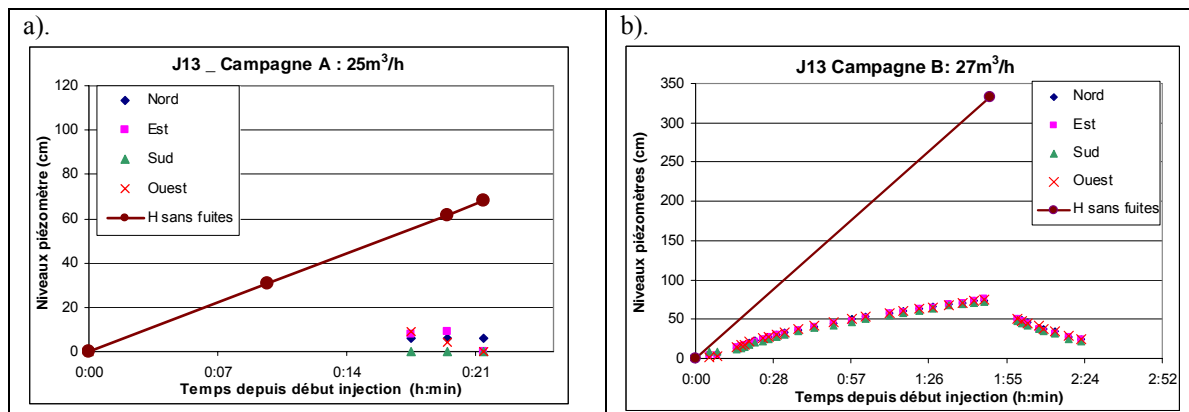 a).
J13 _ Campagne A : 25m³/h
Niveaux piézomètre (cm)
120
100
80
60
40
20
0
Nord
Est
Sud
Ouest
H sans fuites
0:00 0:07 0:14 0:21
Temps depuis début injection (h:min)
b).
J13 Campagne B: 27m³/h
Niveaux piézomètres (cm)
350
300
250
200
150
100
50
0
Nord
Est
Sud
Ouest
H sans fuites
0:00 0:28 0:57 1:26 1:55 2:24 2:52
Temps depuis début injection (h:min)